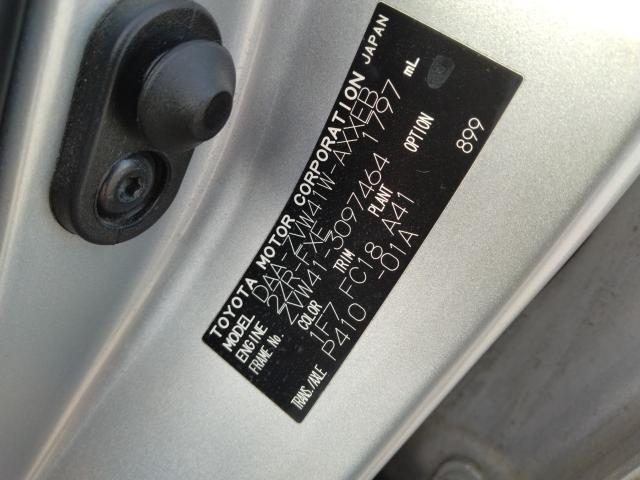 TOYOTA MOTOR CORPORATION JAPAN
MODEL DAA-ZVW41W-AXXEB
ENGINE 2ZR-FXE 1797 mL
FRAME No. ZVW41-3097464
COLOR TRIM PLANT OPTION
1F7 FC18 A41 899
TRANS./AXLE P410 -01A